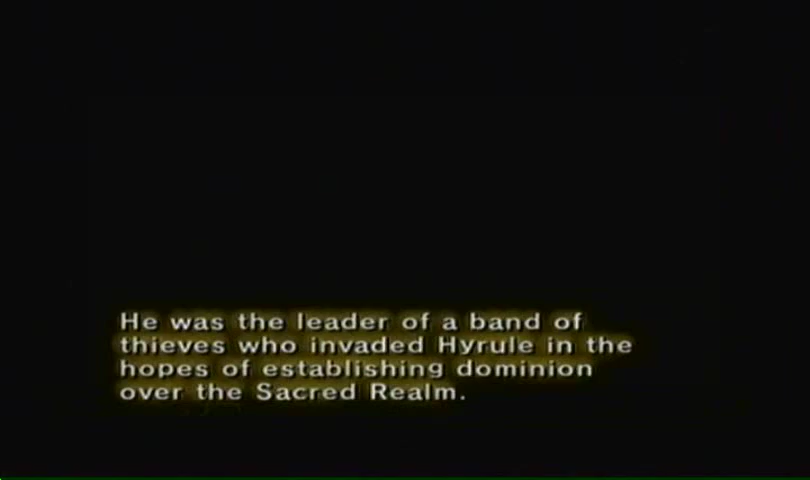 He was the leader of a band of
thieves who invaded Hyrule in the
hopes of establishing dominion
over the Sacred Realm.